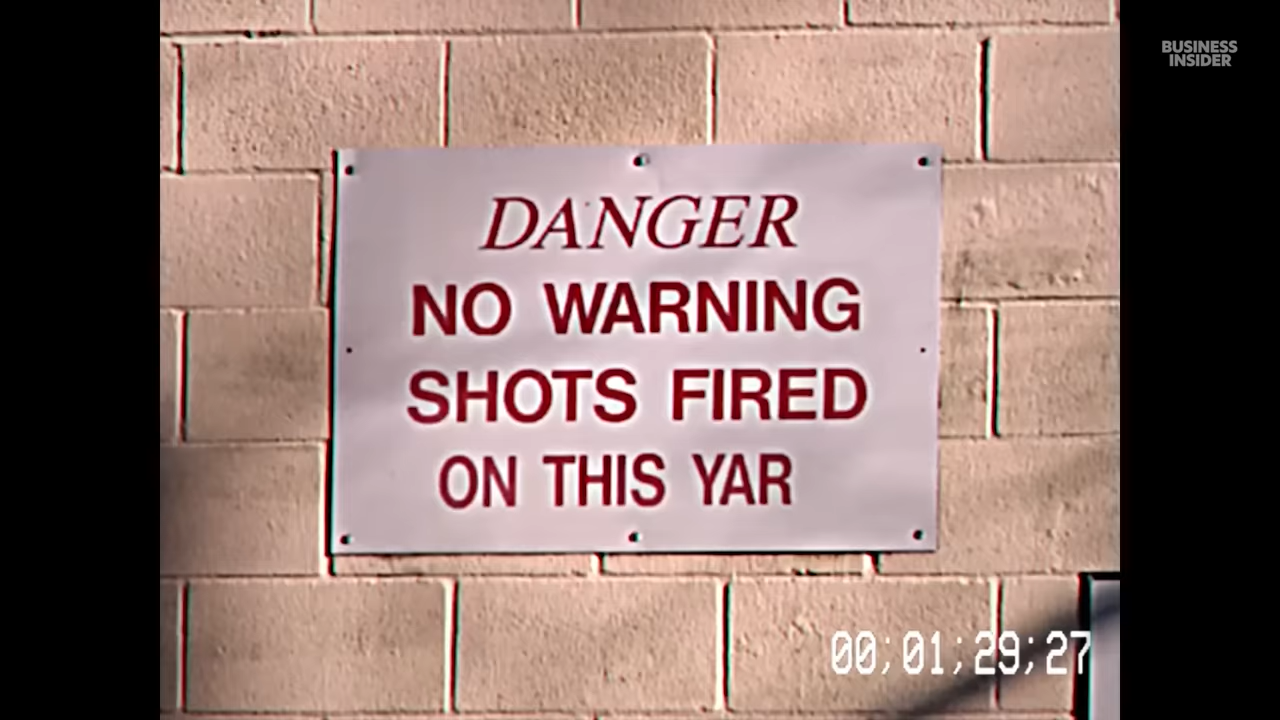 BUSINESS
INSIDER
DANGER
NO WARNING
SHOTS FIRED
ON THIS YAR
00;01;29;27